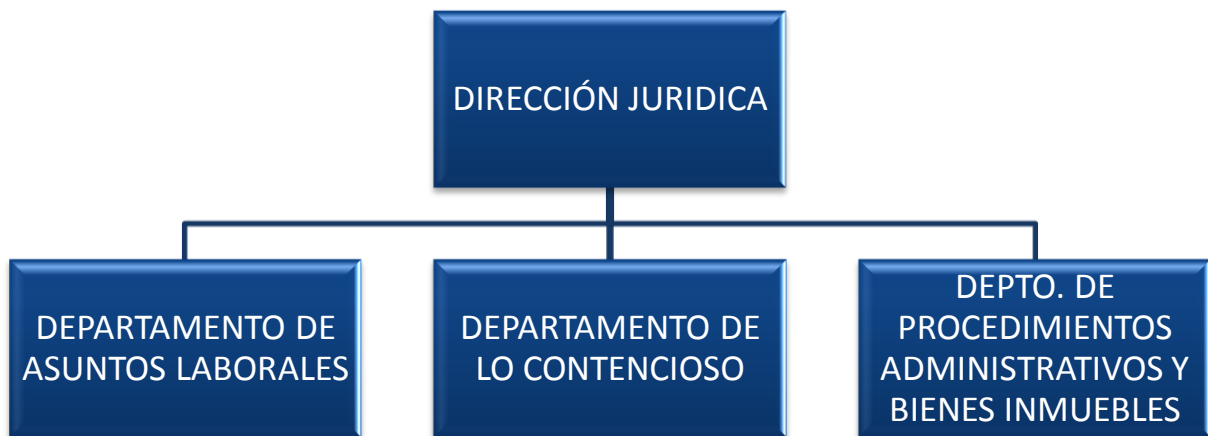 DIRECCIÓN JURIDICA
DEPARTAMENTO DE
ASUNTOS LABORALES
DEPARTAMENTO DE
LO CONTENCIOSO
DEPTO. DE
PROCEDIMIENTOS
ADMINISTRATIVOS Y
BIENES INMUEBLES